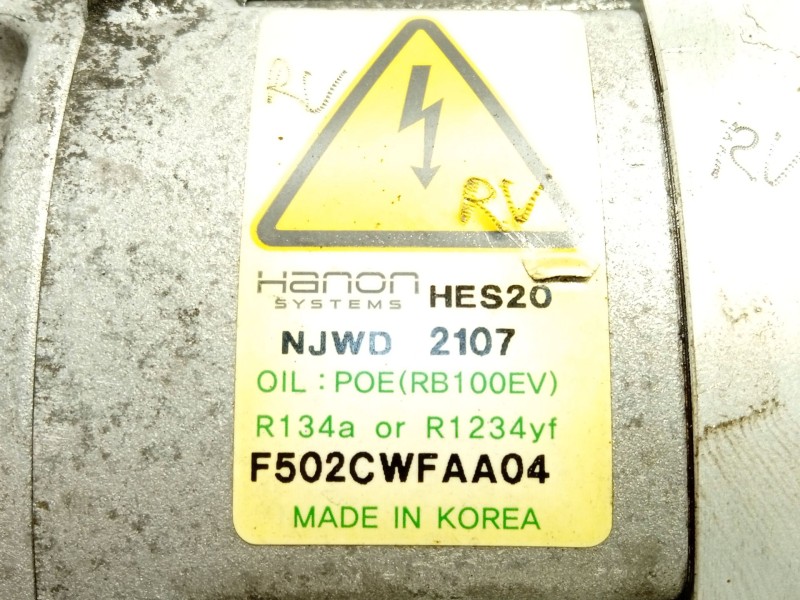 RV
RV
RV
Hanon
SYSTEMS HES20
NJWD 2107
OIL : POE(RB100EV)
R134a or R1234yf
F502CWFAA04
MADE IN KOREA